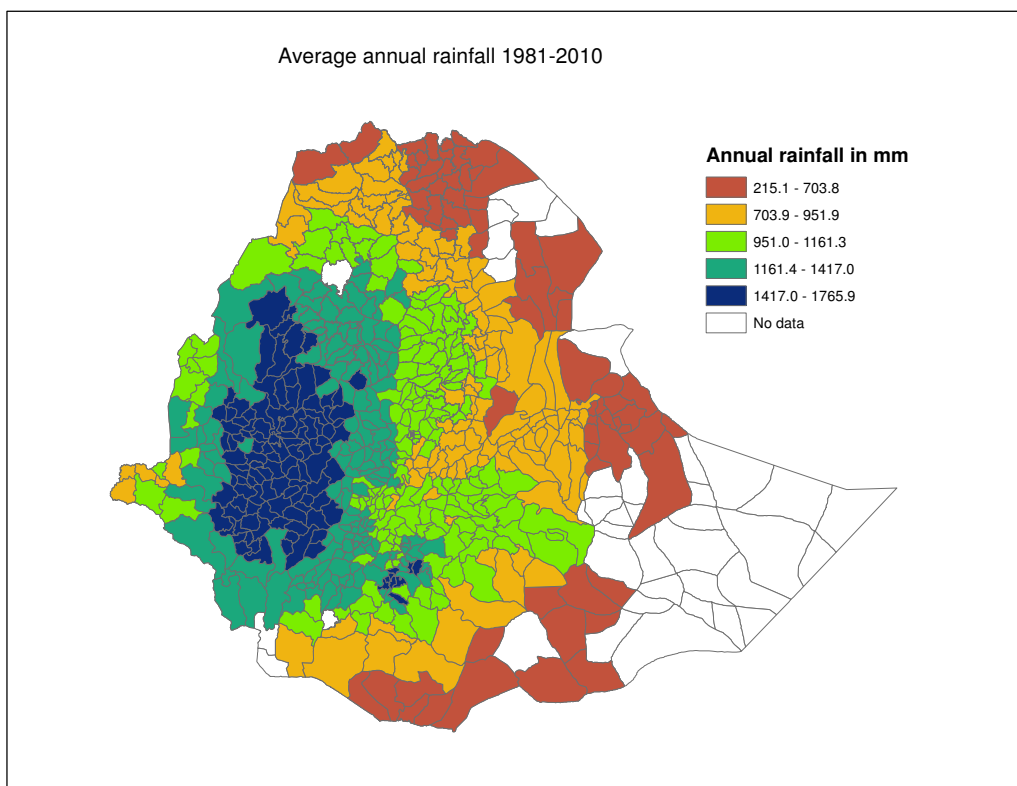 Average annual rainfall 1981-2010
Annual rainfall in mm
215.1 - 703.8
703.9 - 951.9
951.0 - 1161.3
1161.4 - 1417.0
1417.0 - 1765.9
No data